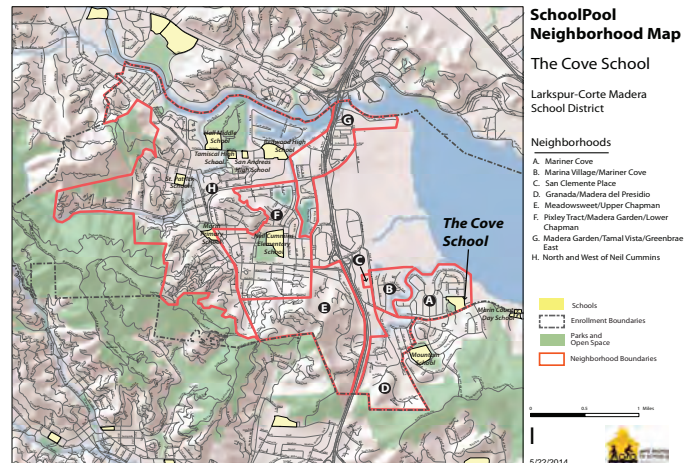 SchoolPool
Neighborhood Map
The Cove School
Larkspur-Corte Madera
School District
Neighborhoods
A. Mariner Cove
B. Marina Village/Mariner Cove
C. San Clemente Place
D. Granada/Madera del Presidio
E. Meadowsweet/Upper Chapman
F. Pixley Tract/Madera Garden/Lower
Chapman
G. Madera Garden/Tamal Vista/Greenbrae
East
H. North and West of Neil Cummins
Schools
Enrollment Boundaries
Parks and
Open Space
Neighborhood Boundaries
0 0.5 1 Miles
5/22/2014
G
Hall Middle
School
Redwood High
School
Tamiscal High
School
San Andreas
High School
St. Patrick
School
H
F
Marin
Primary
School
Neil Cummins
Elementary
School
The Cove
School
C
B
A
Marin Country
Day School
E
Mountain
School
D